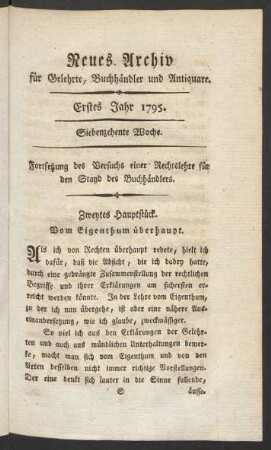 Neues Archiv
für Gelehrte, Buchhändler und Antiquare.
Erstes Jahr 1795.
Siebenzehente Woche.
Fortsetzung des Versuchs einer Rechtslehre für
den Stand des Buchhändlers.
Zweytes Hauptstück.
Vom Eigenthum überhaupt.
Als ich von Rechten überhaupt redete, hielt ich
dafür, daß die Absicht, die ich dabey hatte,
durch eine gedrängte Zusammenstellung der rechtlichen
Begriffe und ihrer Erklärungen am sichersten er-
reicht werden könnte. In der Lehre vom Eigenthum,
zu der ich nun übergehe, ist aber eine nähere Aus-
einandersetzung, wie ich glaube, zweckmässiger.
So viel ich aus den Erklärungen der Gelehr-
ten und auch aus mündlichen Unterhaltungen bemer-
ke, macht man sich vom Eigenthum und von den
Arten desselben nicht immer richtige Vorstellungen.
Der eine denkt sich lauter in die Sinne fallende,
S
äusse-